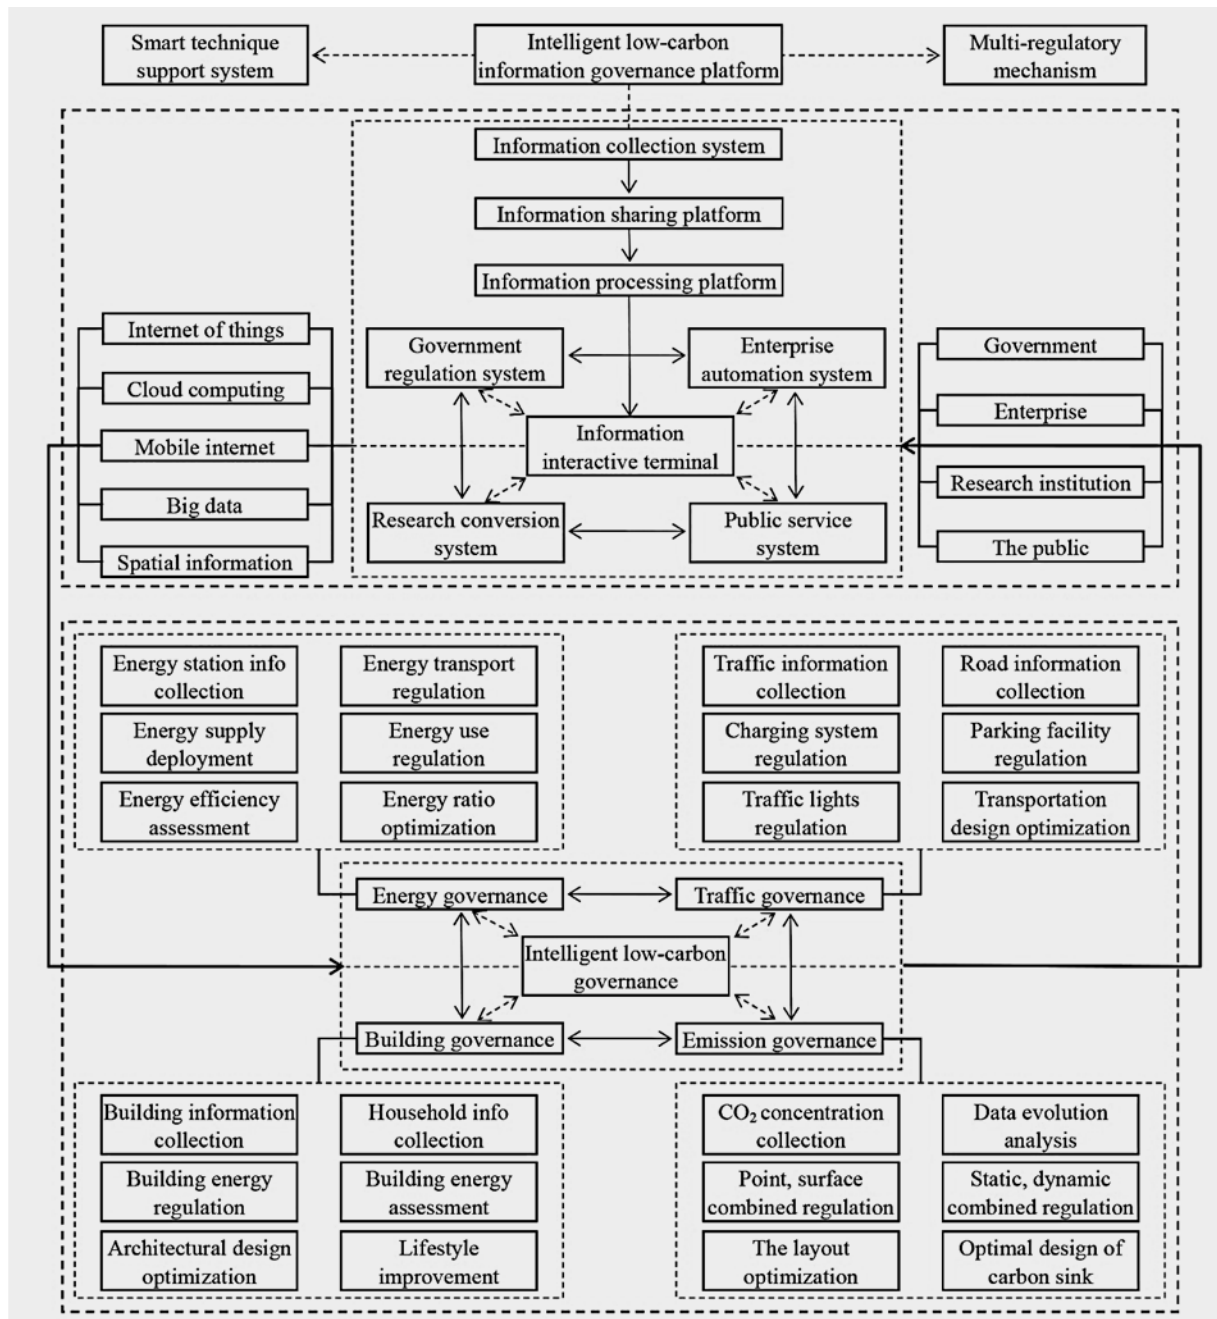 Smart technique
support system
Intelligent low-carbon
information governance platform
Multi-regulatory
mechanism
Information collection system
Information sharing platform
Information processing platform
Internet of things
Cloud computing
Mobile internet
Big data
Spatial information
Government
regulation system
Enterprise
automation system
Information
interactive terminal
Research conversion
system
Public service
system
Government
Enterprise
Research institution
The public
Energy station info
collection
Energy transport
regulation
Energy supply
deployment
Energy use
regulation
Energy efficiency
assessment
Energy ratio
optimization
Traffic information
collection
Road information
collection
Charging system
regulation
Parking facility
regulation
Traffic lights
regulation
Transportation
design optimization
Energy governance
Traffic governance
Intelligent low-carbon
governance
Building governance
Emission governance
Building information
collection
Household info
collection
Building energy
regulation
Building energy
assessment
Architectural design
optimization
Lifestyle
improvement
CO₂ concentration
collection
Data evolution
analysis
Point, surface
combined regulation
Static, dynamic
combined regulation
The layout
optimization
Optimal design of
carbon sink